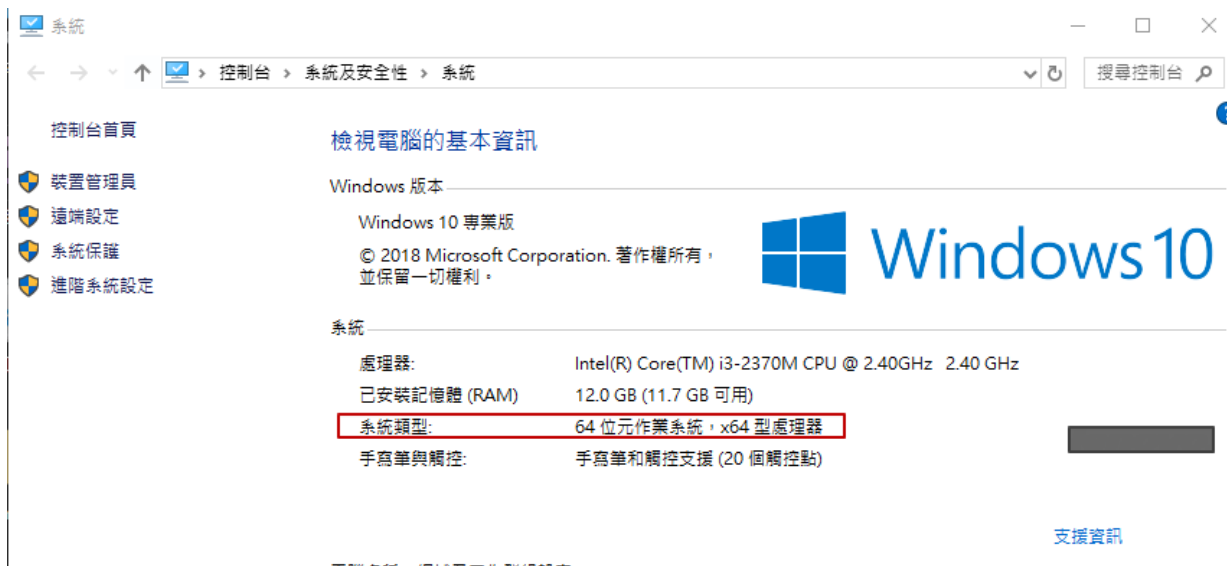 系統
控制台 › 系統及安全性 › 系統
搜尋控制台
控制台首頁
裝置管理員
遠端設定
系統保護
進階系統設定
檢視電腦的基本資訊
Windows 版本
Windows 10 專業版
© 2018 Microsoft Corporation. 著作權所有，
並保留一切權利。
Windows 10
系統
處理器: Intel(R) Core(TM) i3-2370M CPU @ 2.40GHz 2.40 GHz
已安裝記憶體 (RAM) 12.0 GB (11.7 GB 可用)
系統類型: 64 位元作業系統，x64 型處理器
手寫筆與觸控: 手寫筆和觸控支援 (20 個觸控點)
支援資訊